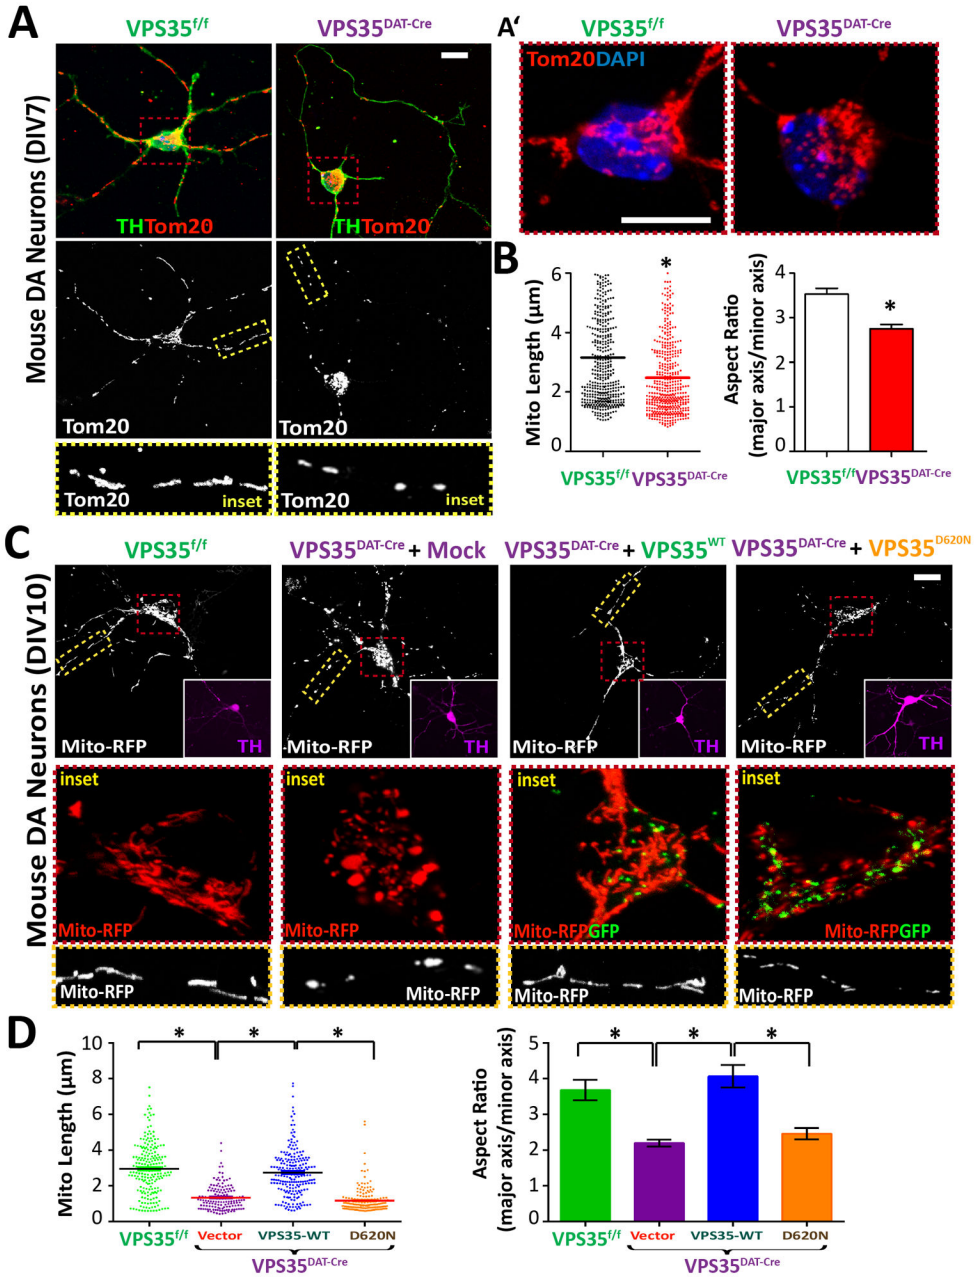 A
VPS35f/f
VPS35DAT-Cre
A'
VPS35f/f
VPS35DAT-Cre
Mouse DA Neurons (DIV7)
THTom20
THTom20
Tom20DAPI
Tom20
Tom20
Tom20
inset
Tom20
inset
B
Mito Length (µm)
6
4
2
0
*
VPS35f/f
VPS35DAT-Cre
Aspect Ratio
(major axis/minor axis)
4
3
2
1
0
*
VPS35f/f
VPS35DAT-Cre
C
VPS35f/f
VPS35DAT-Cre + Mock
VPS35DAT-Cre + VPS35WT
VPS35DAT-Cre + VPS35D620N
Mouse DA Neurons (DIV10)
Mito-RFP
TH
Mito-RFP
TH
Mito-RFP
TH
Mito-RFP
TH
inset
Mito-RFP
inset
Mito-RFP
inset
Mito-RFPGFP
inset
Mito-RFPGFP
Mito-RFP
Mito-RFP
Mito-RFP
Mito-RFP
D
Mito Length (µm)
10
8
6
4
2
0
* * *
VPS35f/f
Vector
VPS35-WT
D620N
VPS35DAT-Cre
Aspect Ratio
(major axis/minor axis)
5
4
3
2
1
0
* * *
VPS35f/f
Vector
VPS35-WT
D620N
VPS35DAT-Cre